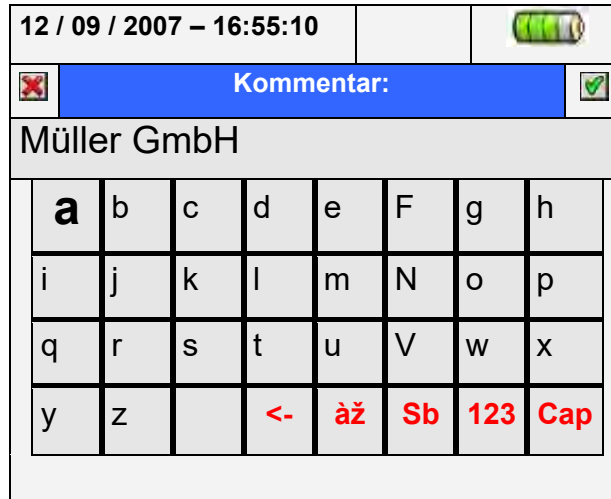 12 / 09 / 2007 – 16:55:10
Kommentar:
Müller GmbH
a b c d e F g h
i j k l m N o p
q r s t u V w x
y z <- àž Sb 123 Cap